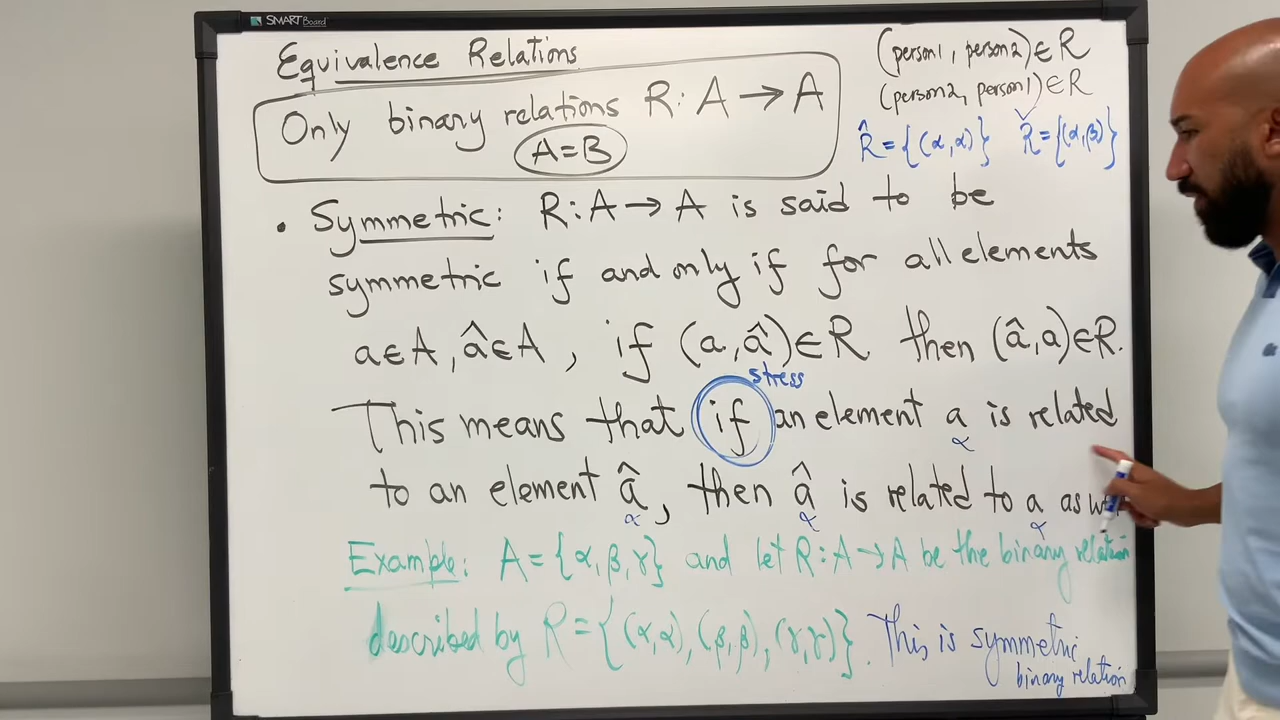 SMART Board
Equivalence Relations
Only binary relations R: A → A
A=B
(person1, person2)∈R
(person2, person1)∈R
R̂={(α,α)} Ř={(α,β)}
• Symmetric: R:A→A is said to be
symmetric if and only if for all elements
a∈A, â∈A, if (a,â)∈R then (â,a)∈R.
stress
This means that if an element a is related
α
to an element â, then â is related to a as
α α α
Example: A={α,β,γ} and let R:A→A be the binary relation
described by R={(α,α),(β,β),(γ,γ)}. This is symmetric
binary relation